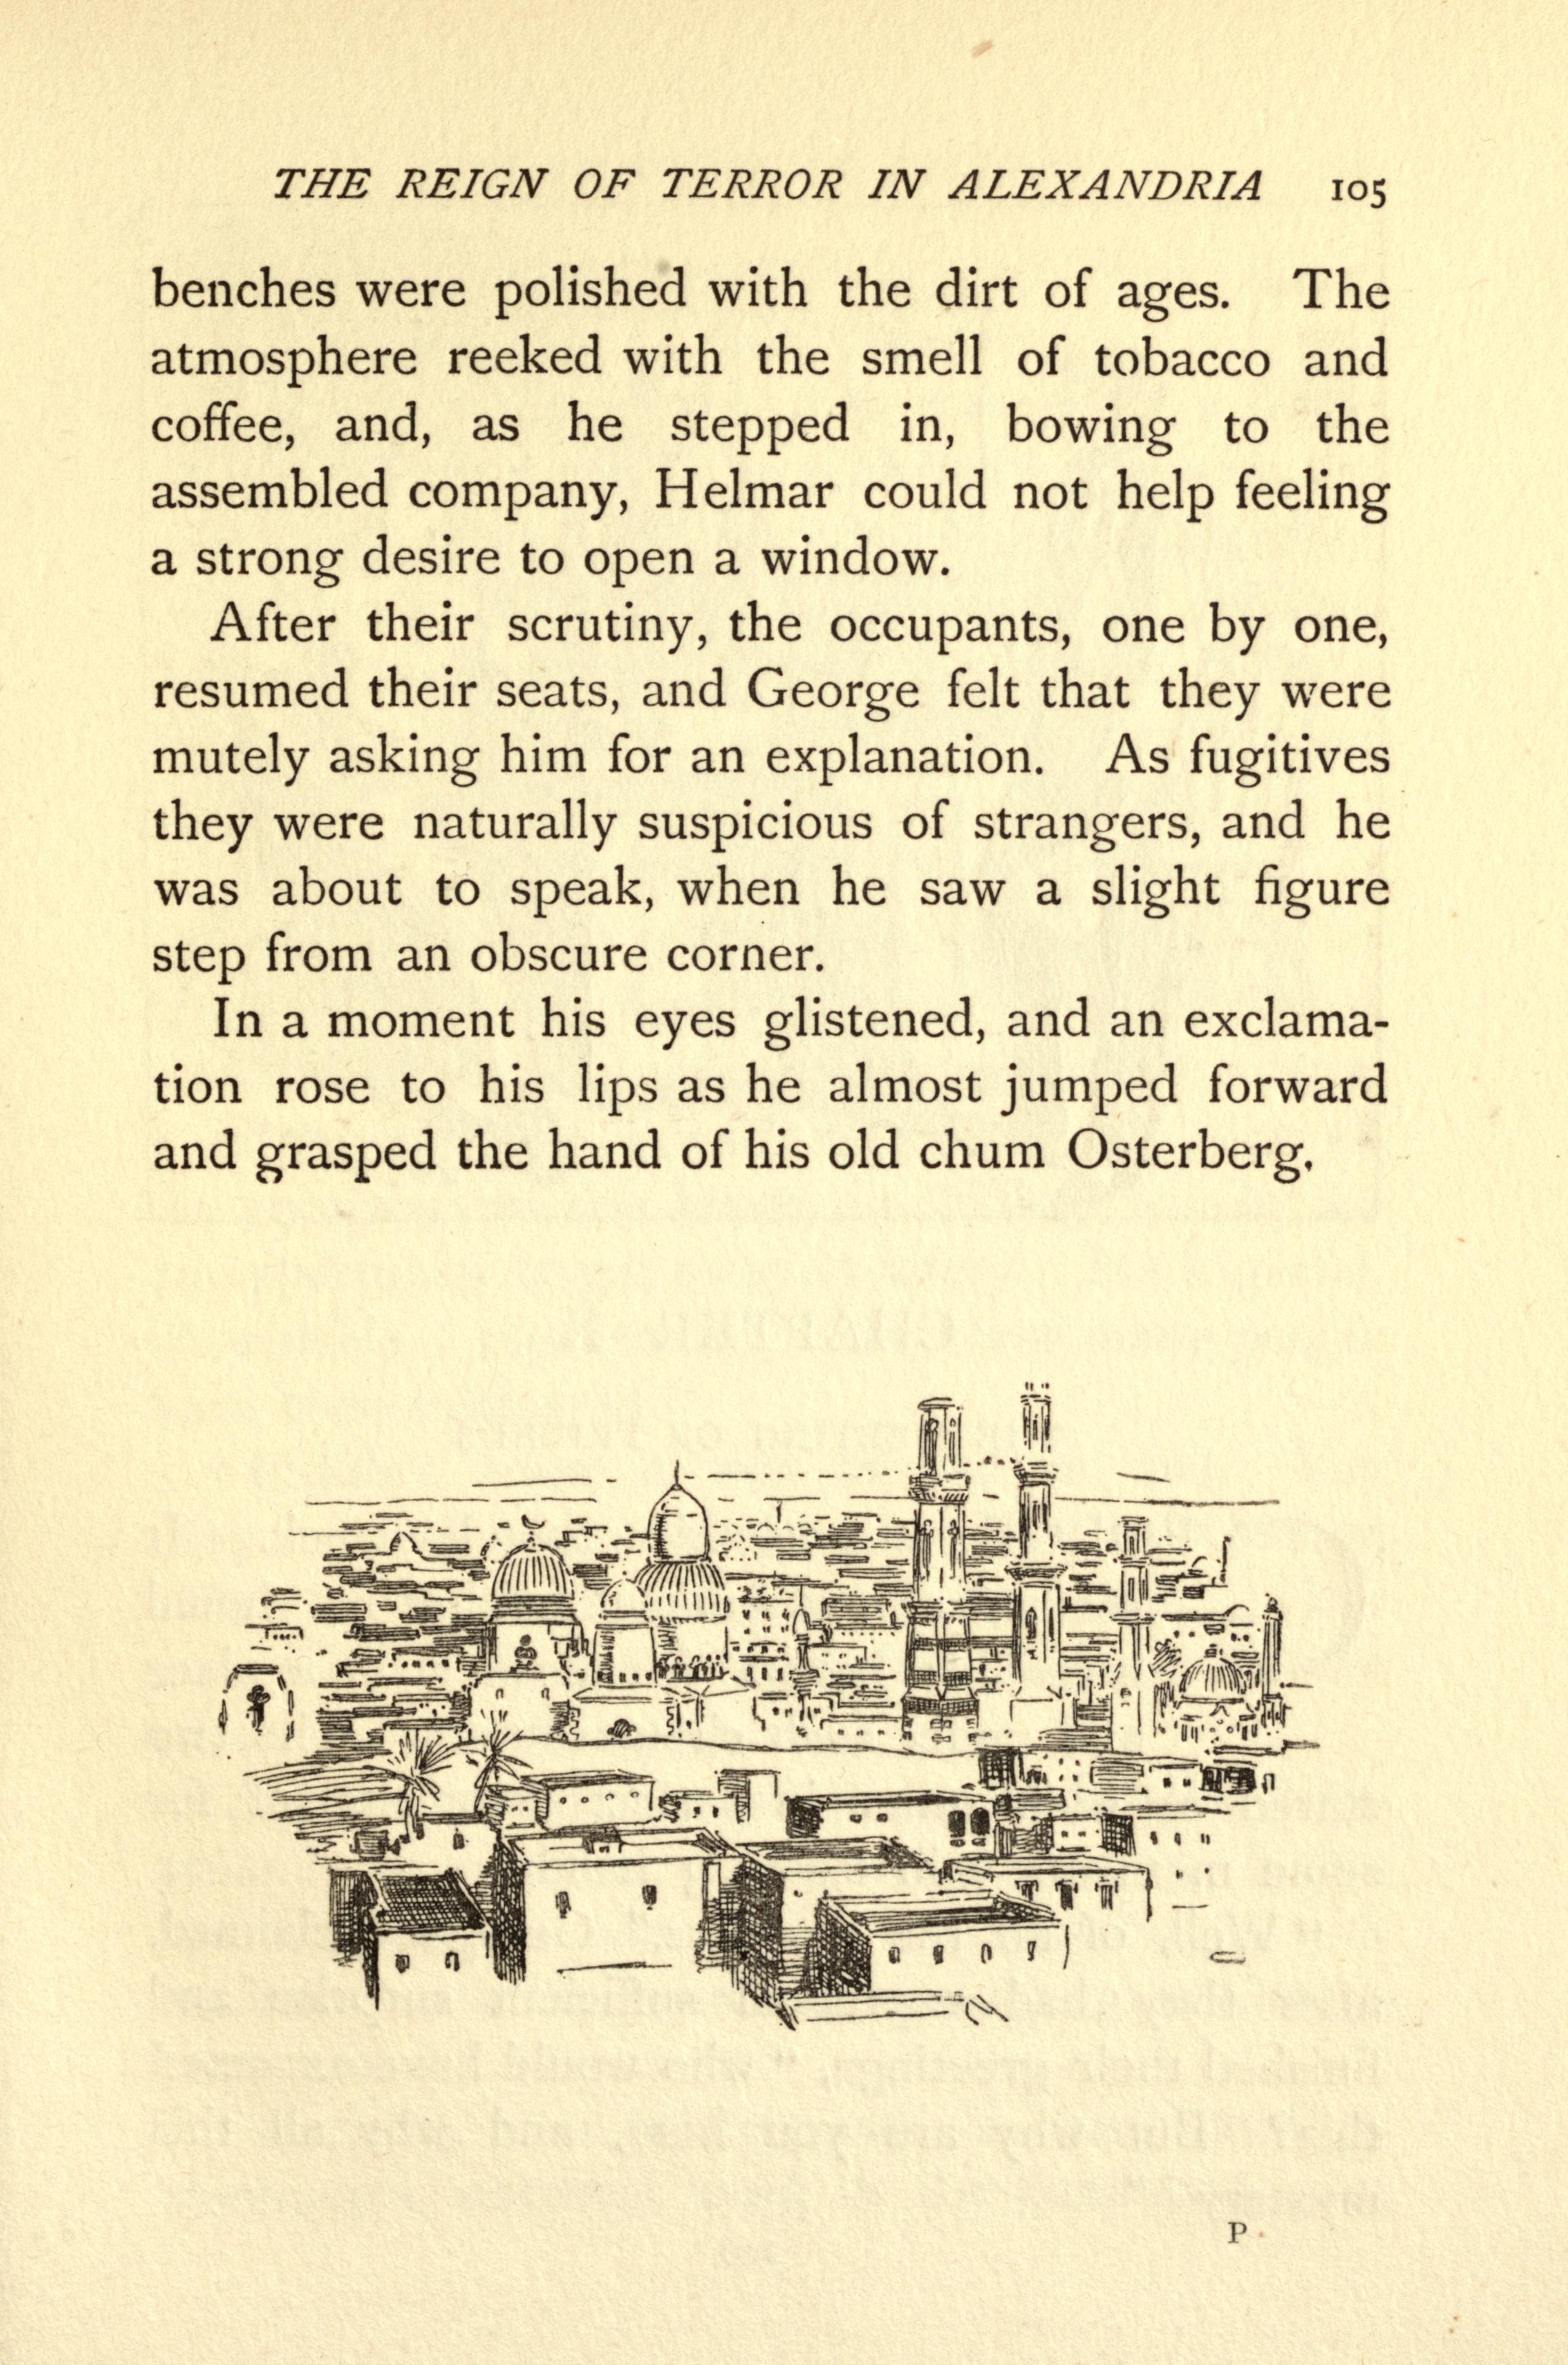 THE REIGN OF TERROR IN ALEXANDRIA 105
benches were polished with the dirt of ages. The
atmosphere reeked with the smell of tobacco and
coffee, and, as he stepped in, bowing to the
assembled company, Helmar could not help feeling
a strong desire to open a window.
After their scrutiny, the occupants, one by one,
resumed their seats, and George felt that they were
mutely asking him for an explanation. As fugitives
they were naturally suspicious of strangers, and he
was about to speak, when he saw a slight figure
step from an obscure corner.
In a moment his eyes glistened, and an exclama-
tion rose to his lips as he almost jumped forward
and grasped the hand of his old chum Osterberg.
P